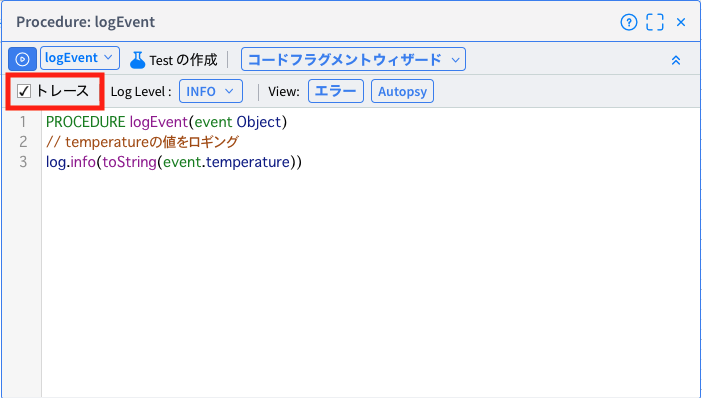 Procedure: logEvent
logEvent Test の作成 コードフラグメントウィザード
トレース Log Level : INFO View: エラー Autopsy
1 PROCEDURE logEvent(event Object)
2 // temperatureの値をロギング
3 log.info(toString(event.temperature))